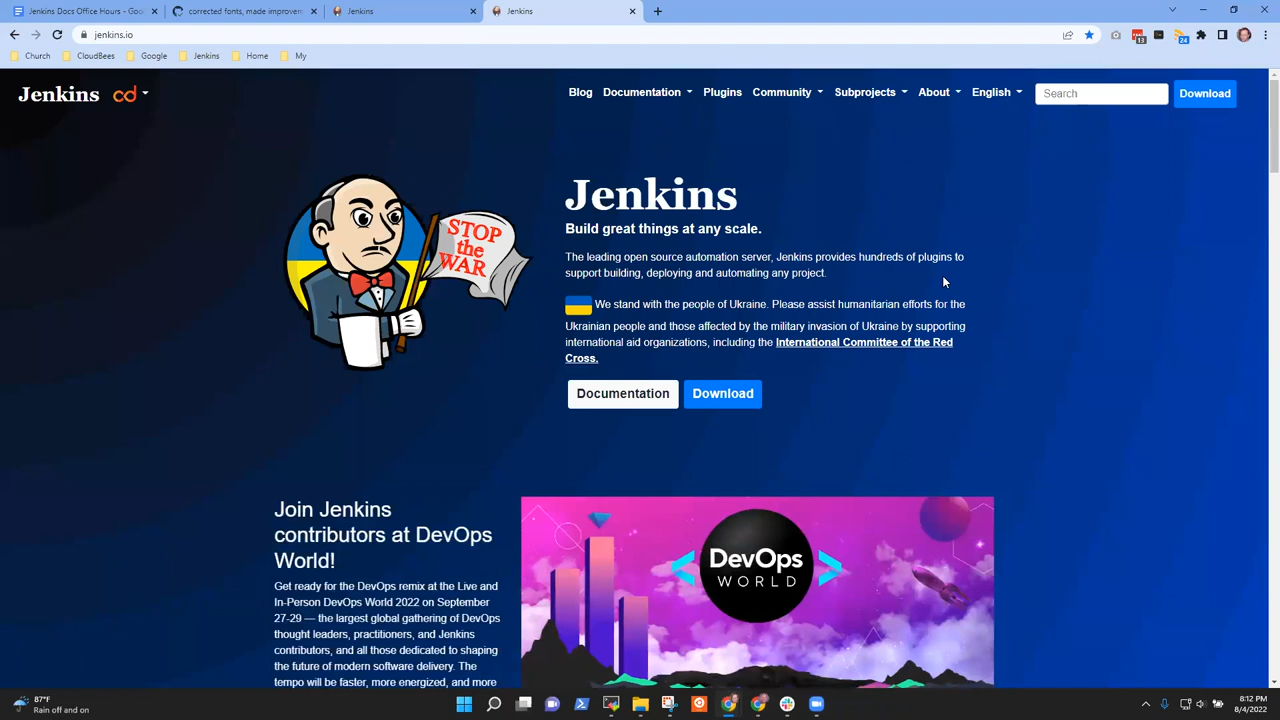 Jenkins Docs Office Hours - Goo
corrected fonts, made improvem
Jenkins
Jenkins
jenkins.io
13
24
Church
CloudBees
Google
Jenkins
Home
My
Jenkins cd
Blog Documentation Plugins Community Subprojects About English Search Download
STOP
the
WAR
Jenkins
Build great things at any scale.
The leading open source automation server, Jenkins provides hundreds of plugins to
support building, deploying and automating any project.
We stand with the people of Ukraine. Please assist humanitarian efforts for the
Ukrainian people and those affected by the military invasion of Ukraine by supporting
international aid organizations, including the International Committee of the Red
Cross.
Documentation Download
Join Jenkins
contributors at DevOps
World!
Get ready for the DevOps remix at the Live and
In-Person DevOps World 2022 on September
27-29 — the largest global gathering of DevOps
thought leaders, practitioners, and Jenkins
contributors, and all those dedicated to shaping
the future of modern software delivery. The
tempo will be faster, more energized, and more
< DevOps >
WORLD
87°F
Rain off and on
8:12 PM
8/4/2022